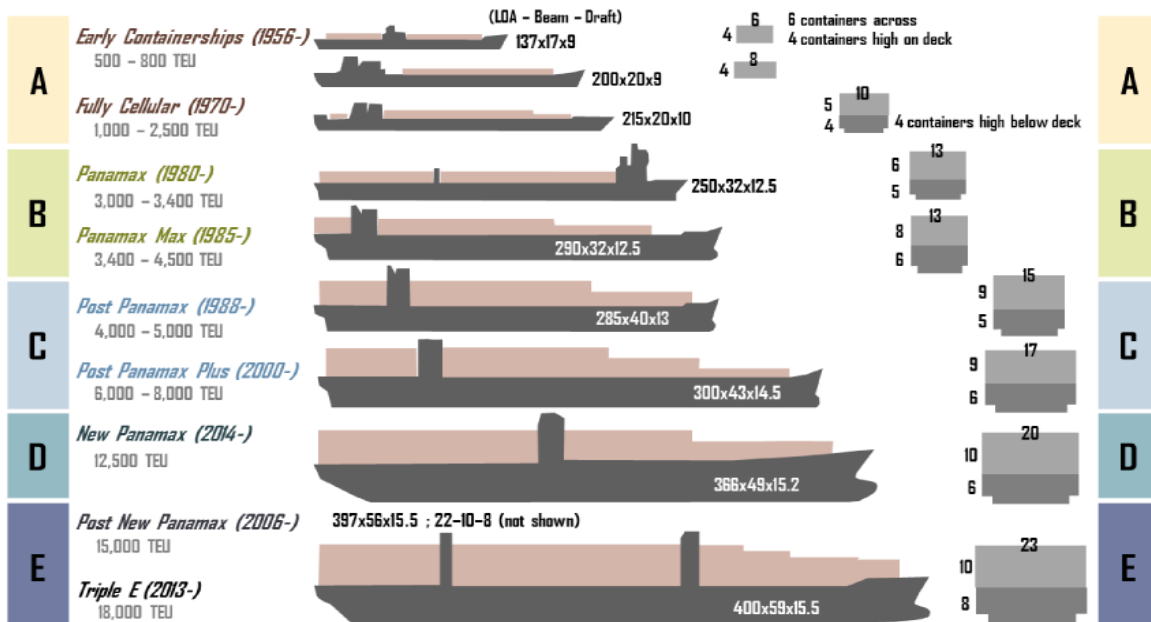 (LOA – Beam – Draft)
A
Early Containerships (1956-)
500 – 800 TEU
137x17x9
6
4
6 containers across
4 containers high on deck
A
200x20x9
8
4
Fully Cellular (1970-)
1,000 – 2,500 TEU
215x20x10
10
5
4
4 containers high below deck
B
Panamax (1980-)
3,000 – 3,400 TEU
250x32x12.5
13
6
5
B
Panamax Max (1985-)
3,400 – 4,500 TEU
290x32x12.5
13
8
6
C
Post Panamax (1988-)
4,000 – 5,000 TEU
285x40x13
15
9
5
C
Post Panamax Plus (2000-)
6,000 – 8,000 TEU
300x43x14.5
17
9
6
D
New Panamax (2014-)
12,500 TEU
366x49x15.2
20
10
6
D
E
Post New Panamax (2006-)
15,000 TEU
397x56x15.5 ; 22-10-8 (not shown)
E
Triple E (2013-)
18,000 TEU
400x59x15.5
23
10
8